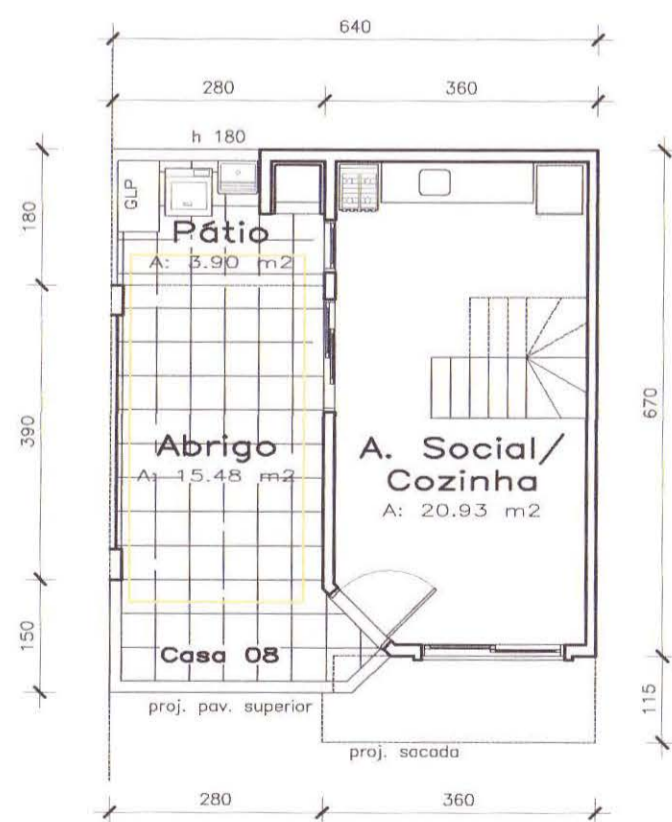 640
280
360
h 180
GLP
180
Pátio
A: 3.90 m2
390
670
Abrigo
A: 15.48 m2
A. Social/
Cozinha
A: 20.93 m2
150
Casa 08
115
proj. pav. superior
proj. sacada
280
360